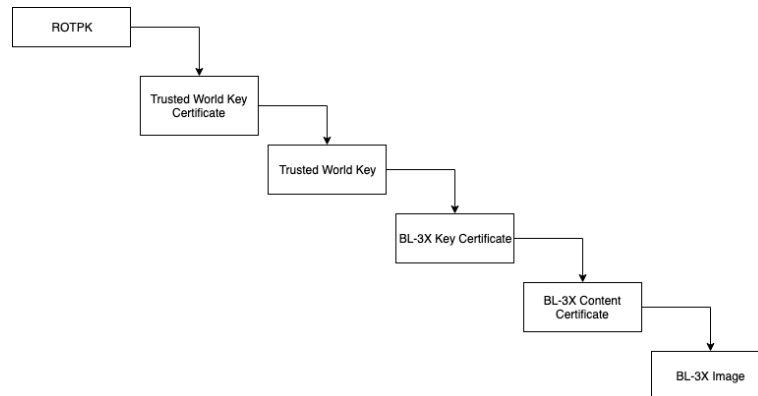 ROTPK
Trusted World Key
Certificate
Trusted World Key
BL-3X Key Certificate
BL-3X Content
Certificate
BL-3X Image